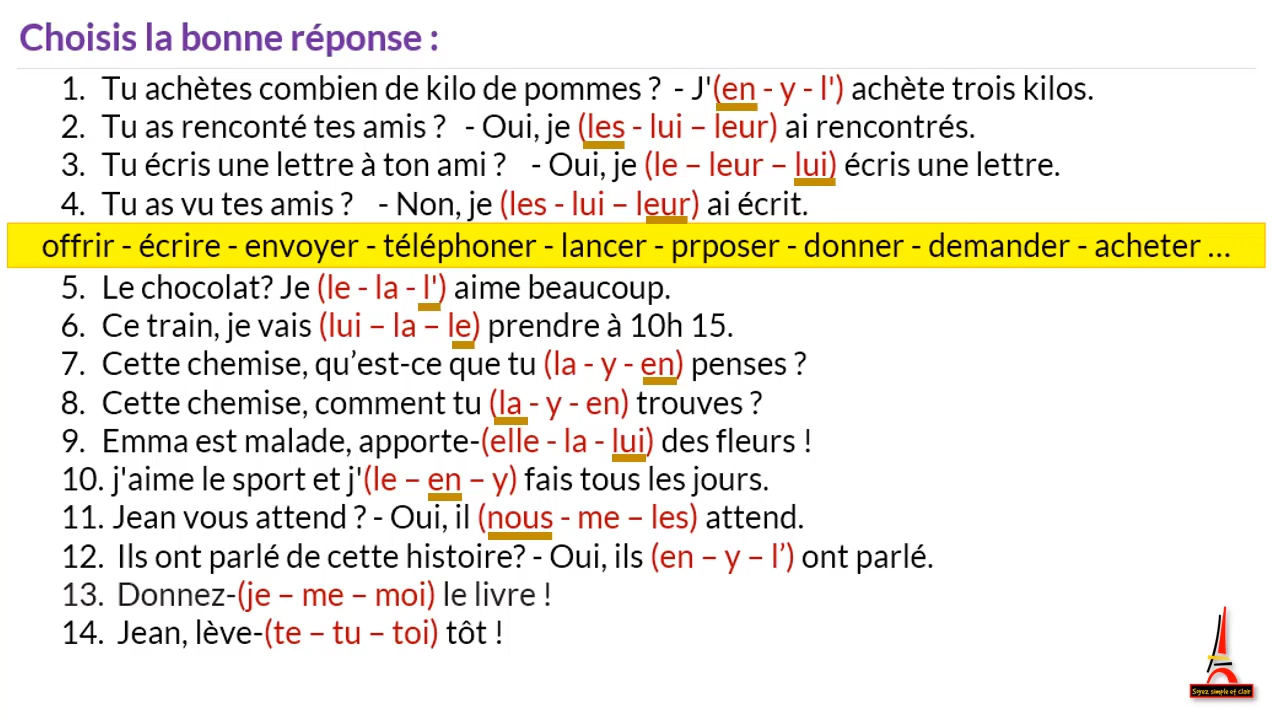 Choisis la bonne réponse :
1. Tu achètes combien de kilo de pommes ? - J'(en - y - l') achète trois kilos.
2. Tu as renconté tes amis ? - Oui, je (les - lui – leur) ai rencontrés.
3. Tu écris une lettre à ton ami ? - Oui, je (le – leur – lui) écris une lettre.
4. Tu as vu tes amis ? - Non, je (les - lui – leur) ai écrit.
offrir - écrire - envoyer - téléphoner - lancer - prposer - donner - demander - acheter ...
5. Le chocolat? Je (le - la - l') aime beaucoup.
6. Ce train, je vais (lui – la – le) prendre à 10h 15.
7. Cette chemise, qu’est-ce que tu (la - y - en) penses ?
8. Cette chemise, comment tu (la - y - en) trouves ?
9. Emma est malade, apporte-(elle - la - lui) des fleurs !
10. j'aime le sport et j'(le – en – y) fais tous les jours.
11. Jean vous attend ? - Oui, il (nous - me – les) attend.
12. Ils ont parlé de cette histoire? - Oui, ils (en – y – l’) ont parlé.
13. Donnez-(je – me – moi) le livre !
14. Jean, lève-(te – tu – toi) tôt !
Soyez simple et clair